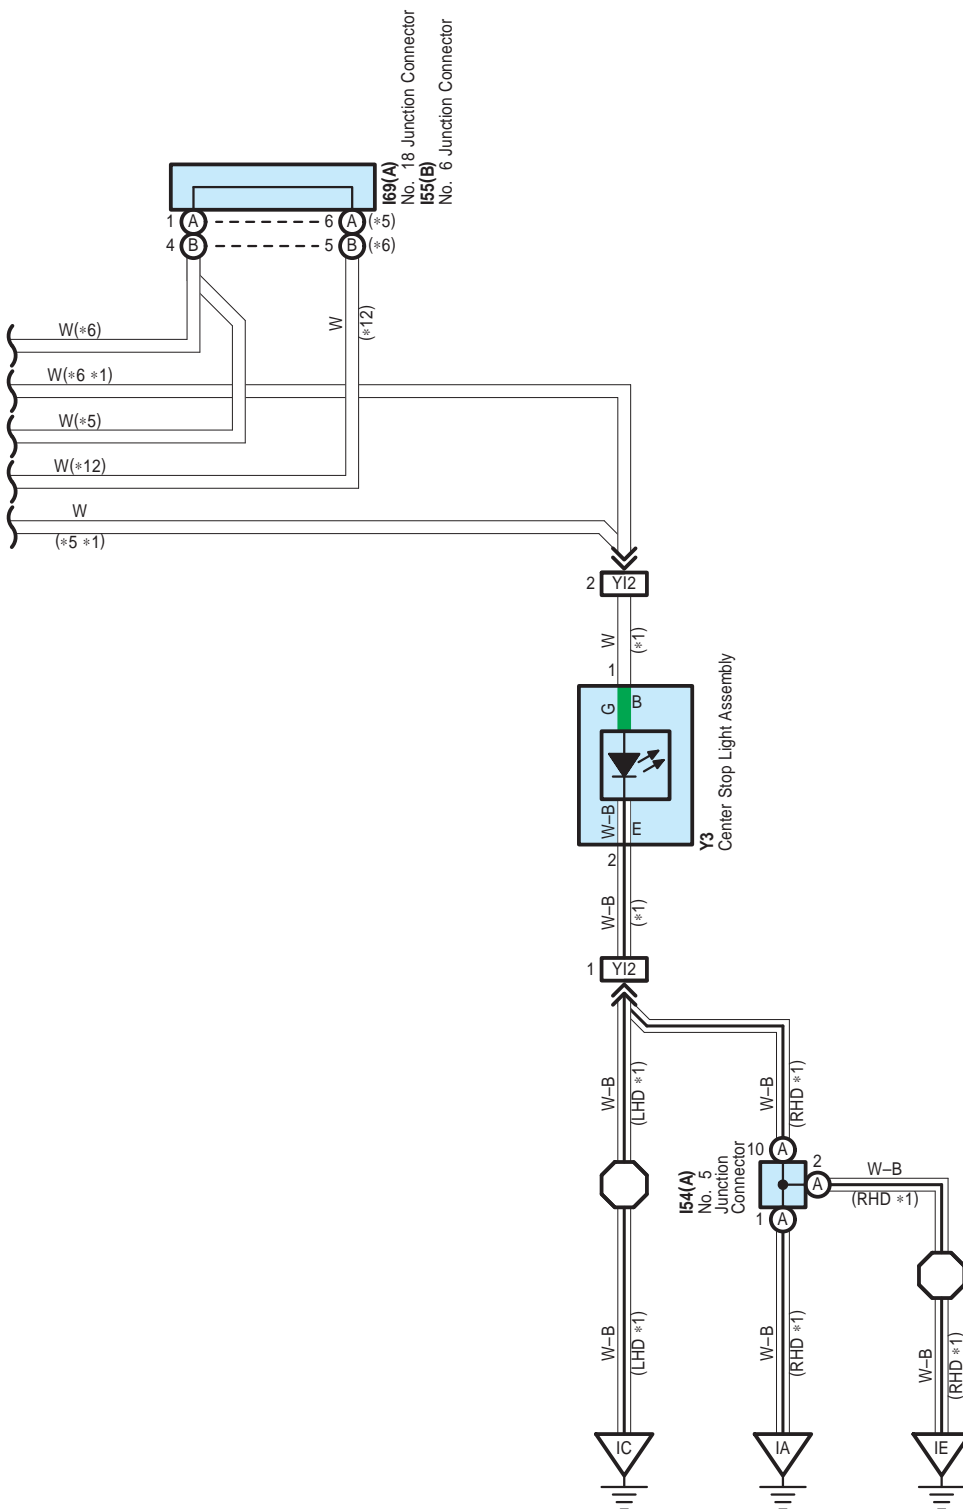 I69(A)
No. 18 Junction Connector
I55(B)
No. 6 Junction Connector
1 A 6 A (*5)
4 B 5 B (*6)
W
(*12)
W(*6)
W(*6 *1)
W(*5)
W(*12)
W
(*5 *1)
2 YI2
W
(*1)
1
G
B
W–B
E
2
Y3
Center Stop Light Assembly
W–B
(*1)
1 YI2
W–B
(LHD *1)
W–B
(RHD *1)
10 A
I54(A)
No. 5
Junction
Connector
2
A
1 A
W–B
(RHD *1)
W–B
(LHD *1)
W–B
(RHD *1)
W–B
(RHD *1)
IC
IA
IE